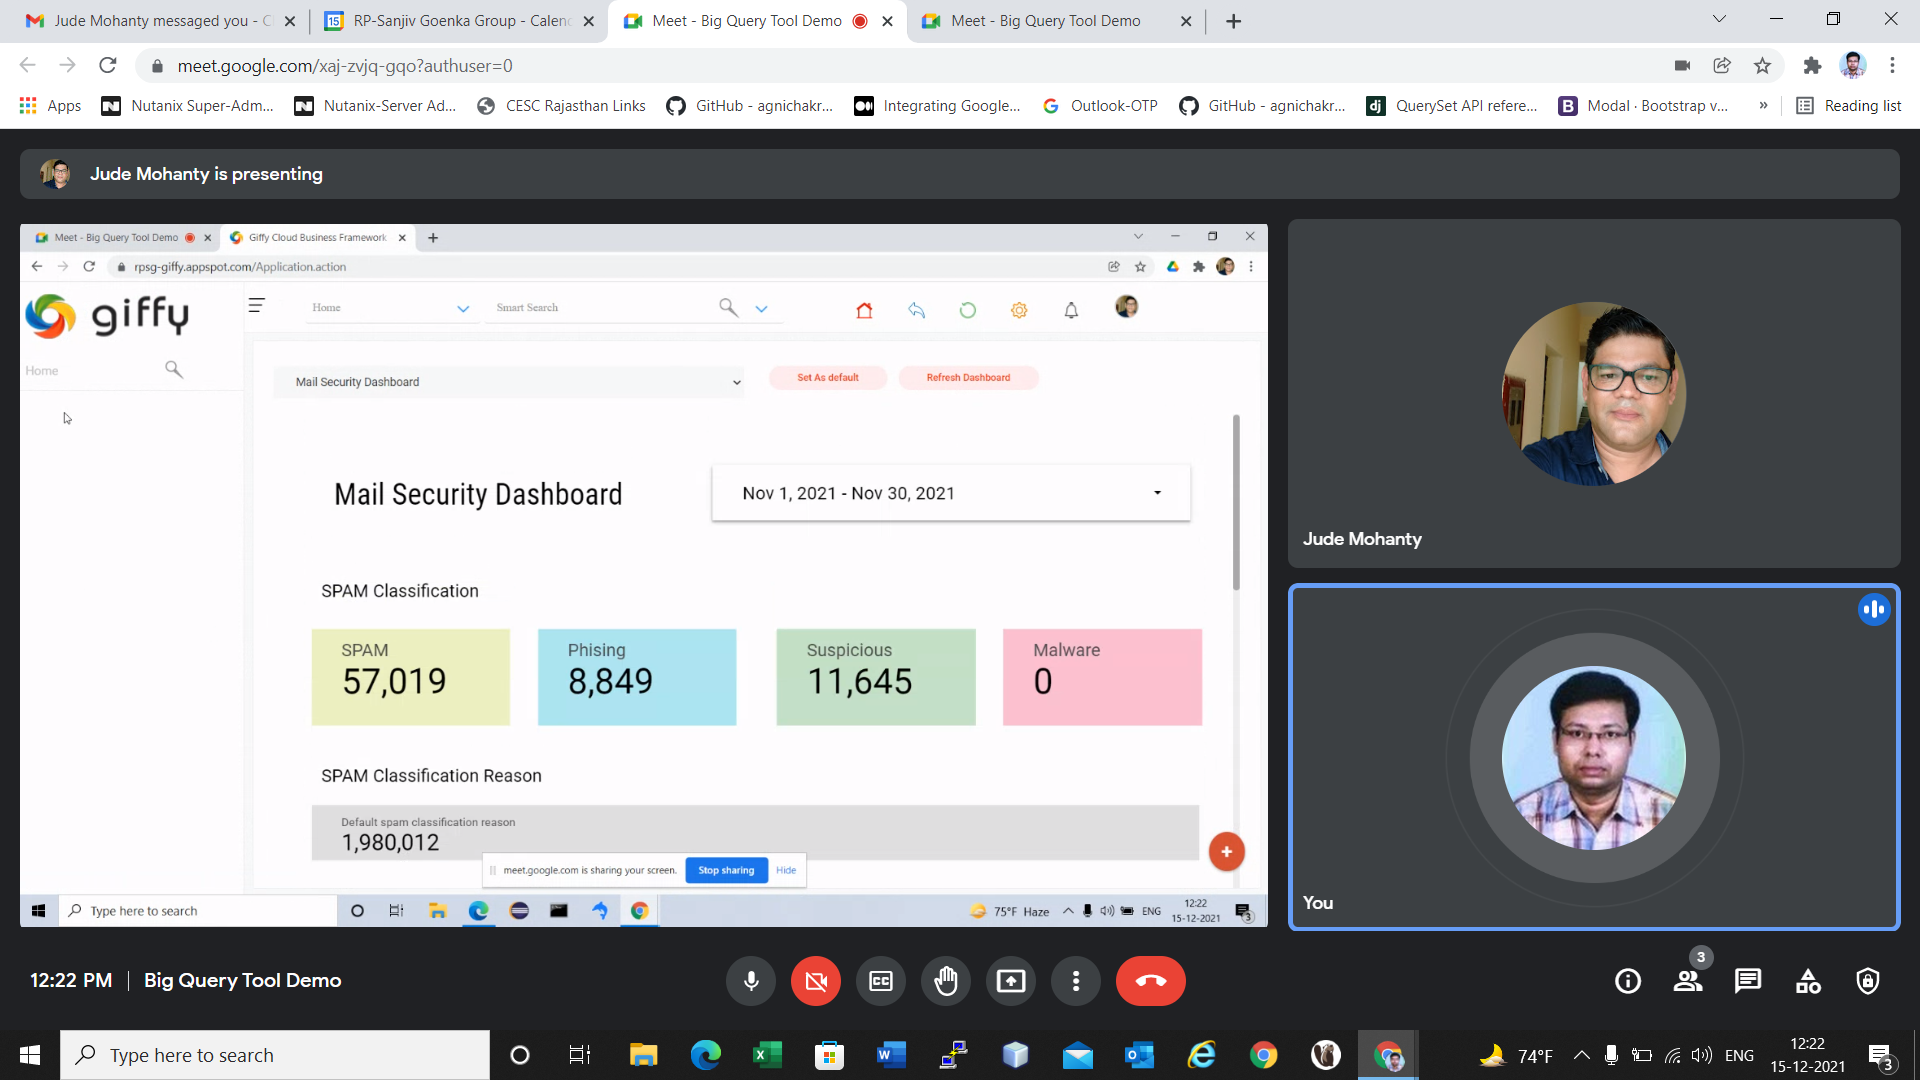 Jude Mohanty messaged you - C
RP-Sanjiv Goenka Group - Calen
Meet - Big Query Tool Demo
Meet - Big Query Tool Demo
meet.google.com/xaj-zvjq-gqo?authuser=0
Apps
Nutanix Super-Adm...
Nutanix-Server Ad...
CESC Rajasthan Links
GitHub - agnichakr...
Integrating Google...
Outlook-OTP
GitHub - agnichakr...
dj
QuerySet API refere...
B
Modal · Bootstrap v...
»
Reading list
Jude Mohanty is presenting
Meet - Big Query Tool Demo
Giffy Cloud Business Framework
rpsg-giffy.appspot.com/Application.action
giffy
Home
Smart Search
Home
Mail Security Dashboard
Set As default
Refresh Dashboard
Mail Security Dashboard
Nov 1, 2021 - Nov 30, 2021
SPAM Classification
SPAM
57,019
Phising
8,849
Suspicious
11,645
Malware
0
SPAM Classification Reason
Default spam classification reason
1,980,012
meet.google.com is sharing your screen.
Stop sharing
Hide
Type here to search
75°F Haze
ENG
12:22
15-12-2021
3
Jude Mohanty
You
12:22 PM
Big Query Tool Demo
CC
3
Type here to search
74°F
ENG
12:22
15-12-2021
3